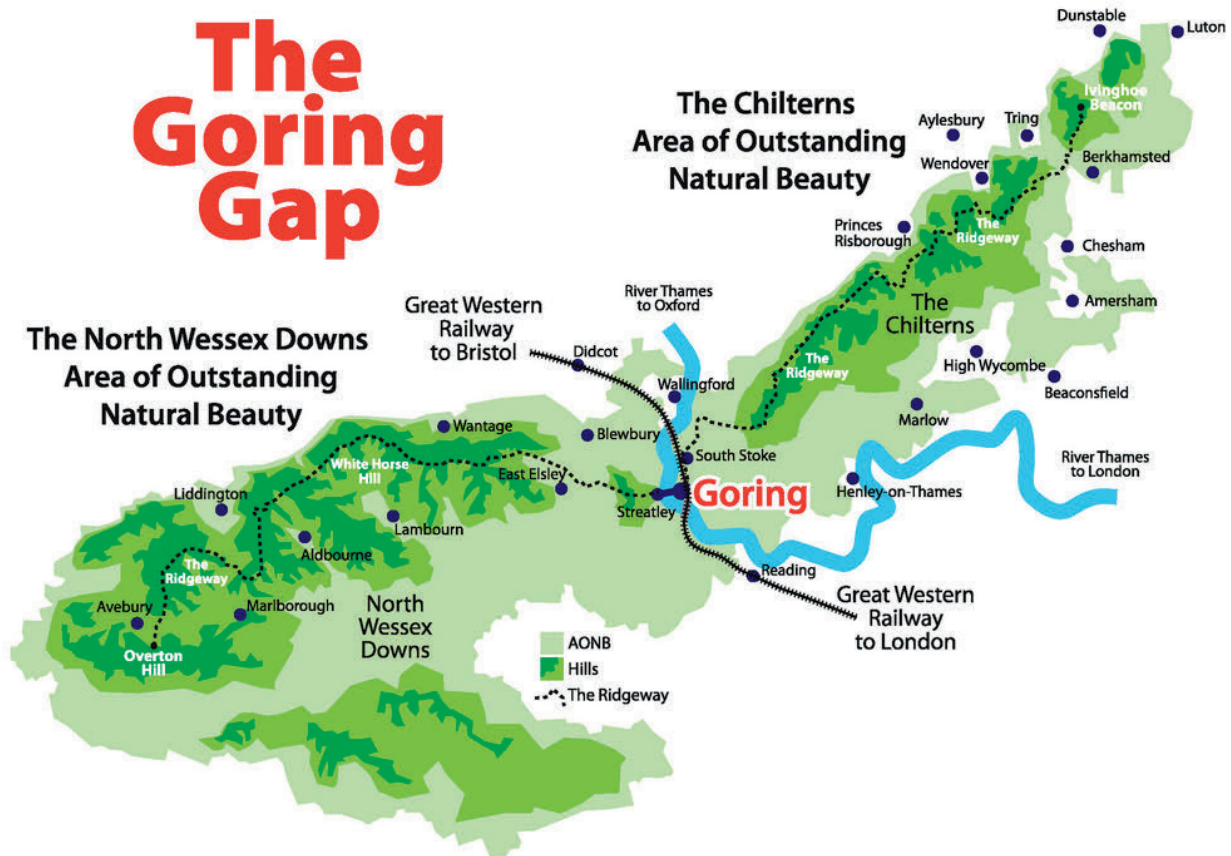 The
Goring
Gap
Dunstable
Luton
The Chilterns
Area of Outstanding
Natural Beauty
Ivinghoe
Beacon
Aylesbury
Tring
Wendover
Berkhamsted
Princes
Risborough
The
Ridgeway
Chesham
Amersham
The
Chilterns
River Thames
to Oxford
Great Western
Railway
to Bristol
The North Wessex Downs
Area of Outstanding
Natural Beauty
Didcot
The
Ridgeway
High Wycombe
Beaconsfield
Wallingford
Marlow
Wantage
Blewbury
South Stoke
White Horse
Hill
East Elsley
River Thames
to London
Liddington
Goring
Henley-on-Thames
Streatley
Lambourn
Aldbourne
The
Ridgeway
Reading
Avebury
Marlborough
North
Wessex
Downs
Great Western
Railway
to London
Overton
Hill
AONB
Hills
The Ridgeway